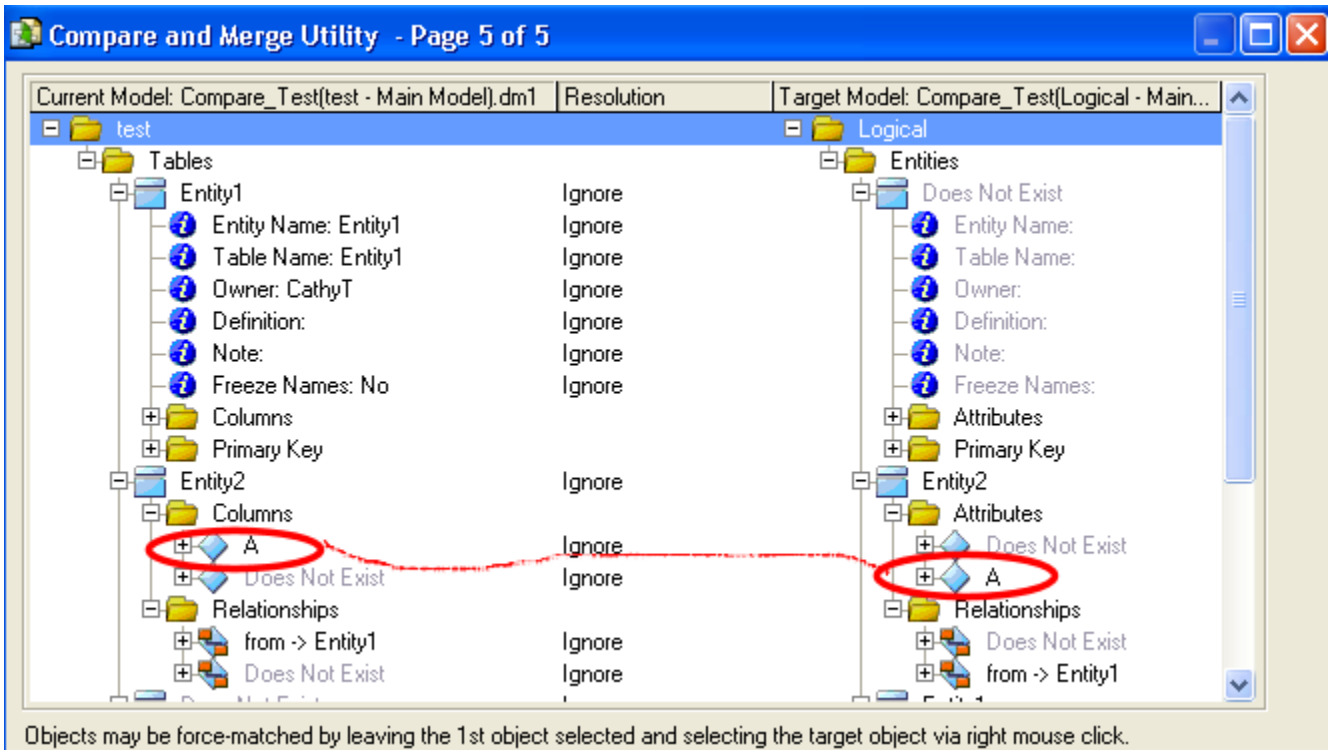 Compare and Merge Utility - Page 5 of 5
Current Model: Compare_Test(test - Main Model).dm1 Resolution Target Model: Compare_Test(Logical - Main...
test Logical
Tables Entities
Entity1 Ignore Does Not Exist
Entity Name: Entity1 Ignore Entity Name:
Table Name: Entity1 Ignore Table Name:
Owner: CathyT Ignore Owner:
Definition: Ignore Definition:
Note: Ignore Note:
Freeze Names: No Ignore Freeze Names:
Columns Attributes
Primary Key Primary Key
Entity2 Ignore Entity2
Columns Attributes
A Ignore Does Not Exist
Does Not Exist Ignore A
Relationships Relationships
from -> Entity1 Ignore Does Not Exist
Does Not Exist Ignore from -> Entity1
Objects may be force-matched by leaving the 1st object selected and selecting the target object via right mouse click.